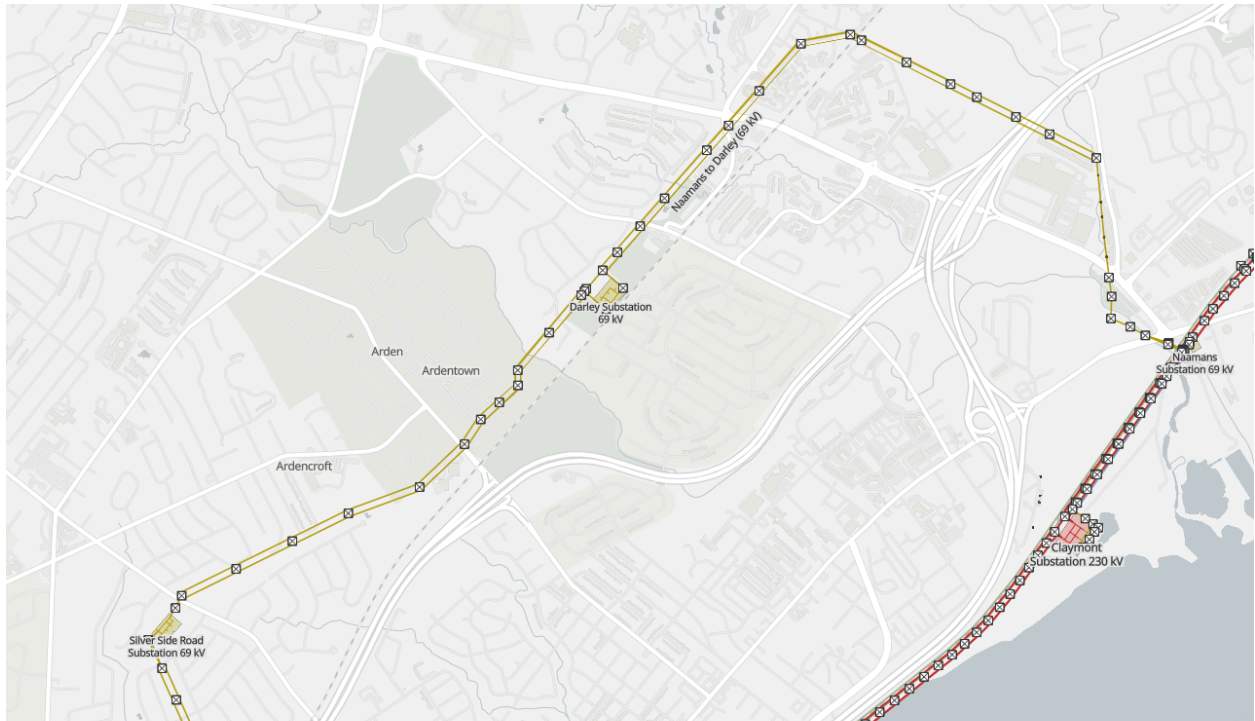 Naamans to Darley (69 kV)
Darley Substation
69 kV
Arden
Ardentown
Naamans
Substation 69 kV
Ardencroft
Claymont
Substation 230 kV
Silver Side Road
Substation 69 kV